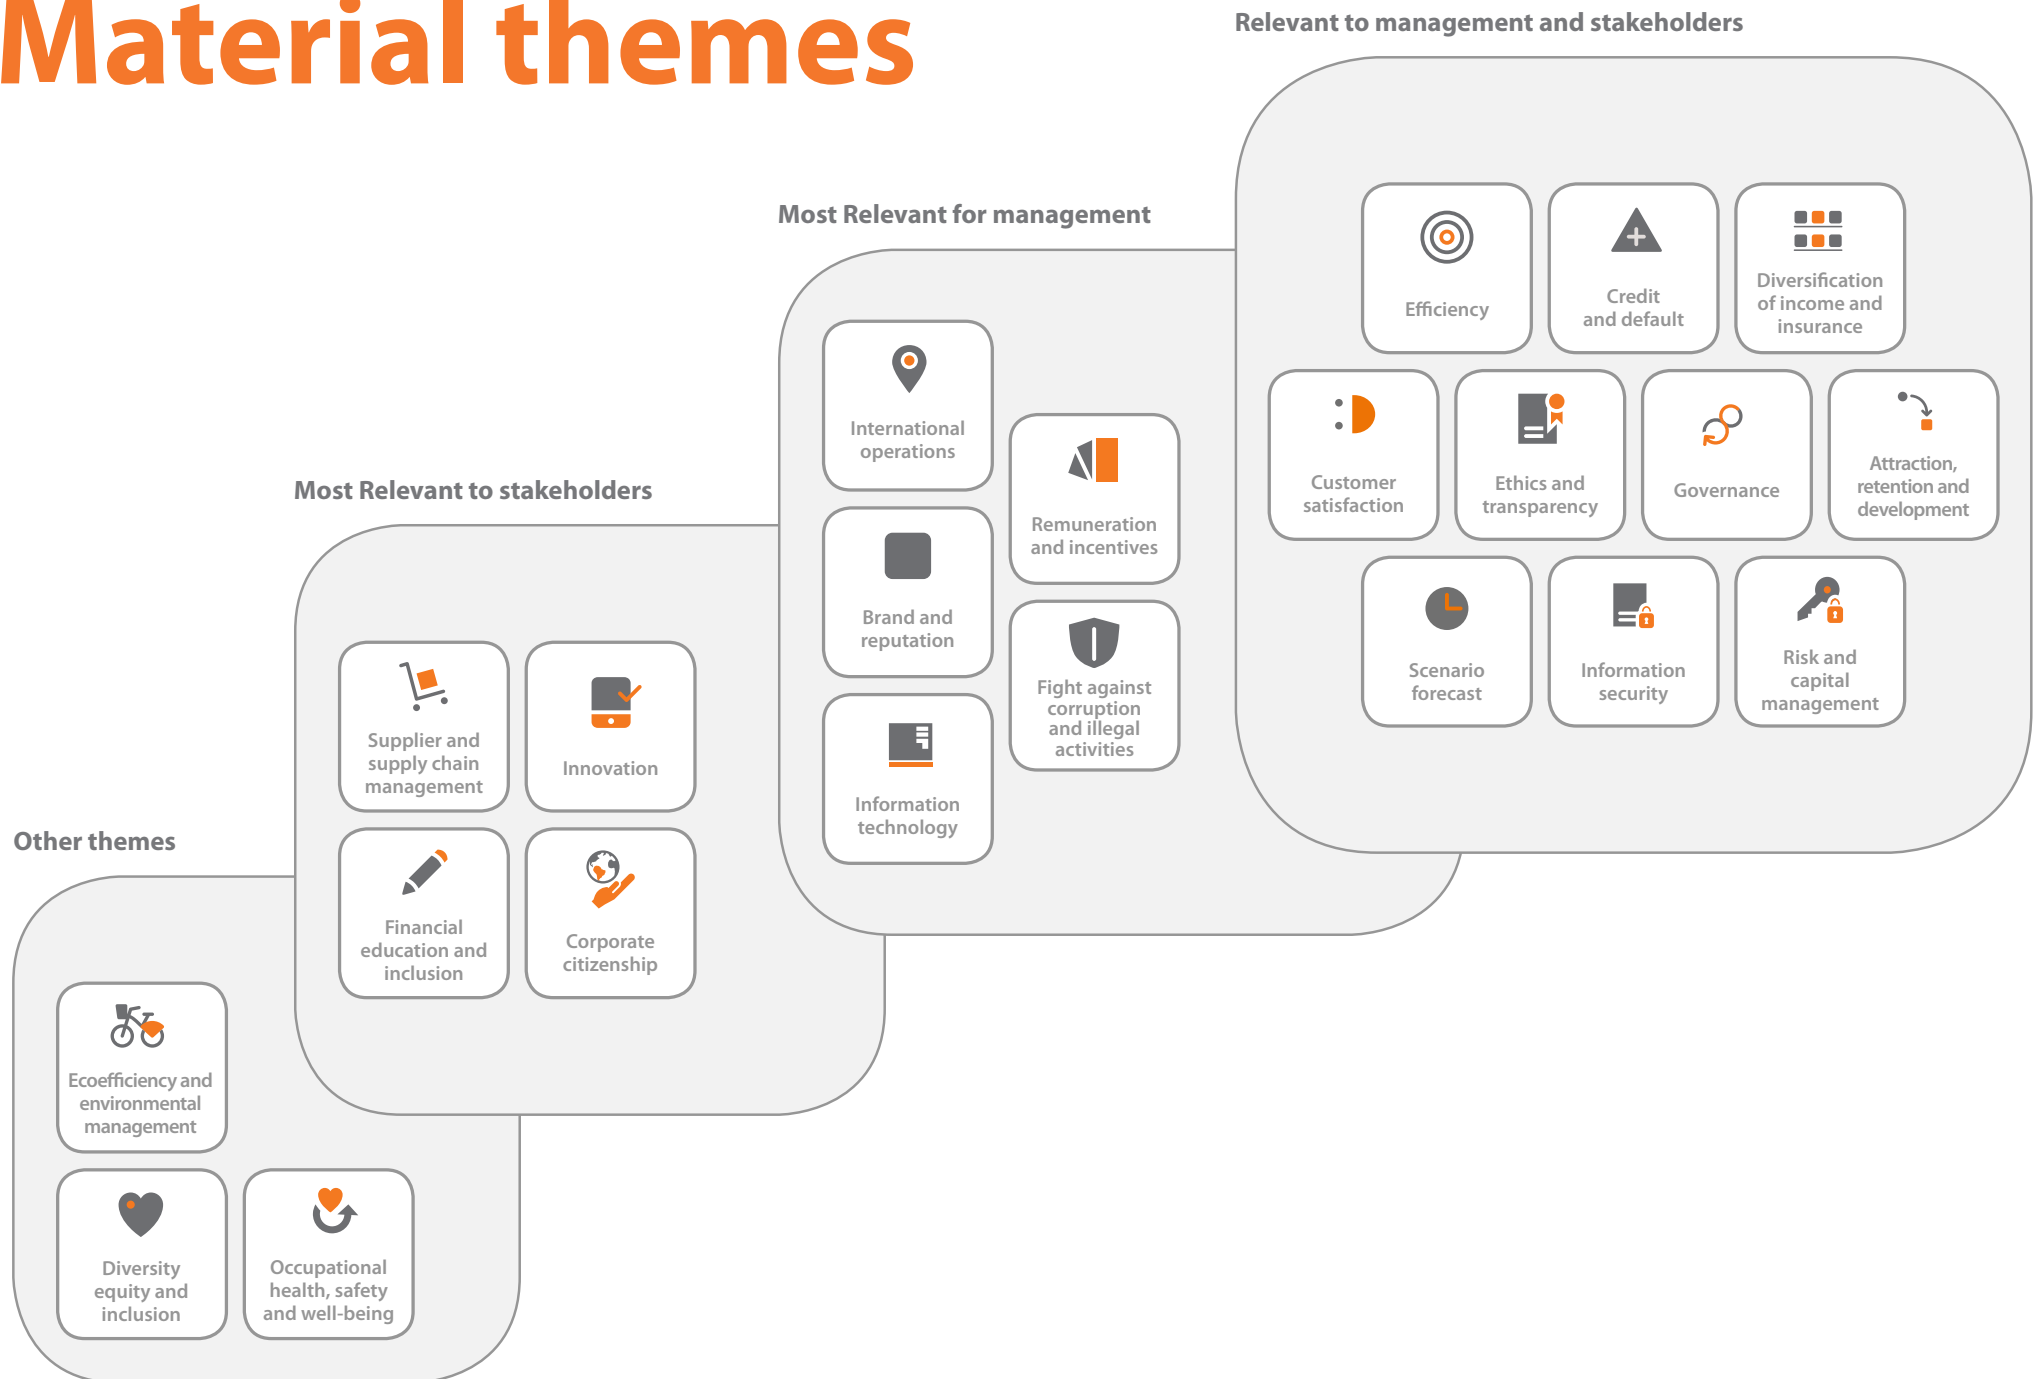 Material themes
Relevant to management and stakeholders
Efficiency
Credit
and default
Diversification
of income and
insurance
Customer
satisfaction
Ethics and
transparency
Governance
Attraction,
retention and
development
Scenario
forecast
Information
security
Risk and
capital
management
Most Relevant for management
International
operations
Remuneration
and incentives
Brand and
reputation
Fight against
corruption
and illegal
activities
Information
technology
Most Relevant to stakeholders
Supplier and
supply chain
management
Innovation
Financial
education and
inclusion
Corporate
citizenship
Other themes
Ecoefficiency and
environmental
management
Diversity
equity and
inclusion
Occupational
health, safety
and well-being